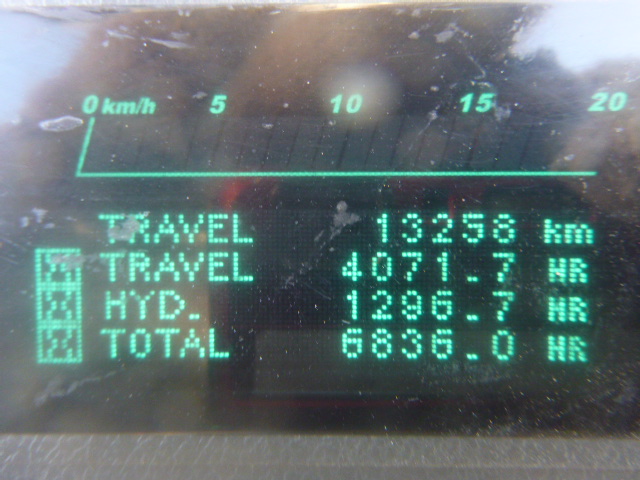 0 km/h 5 10 15 20
TRAVEL 13258 km
TRAVEL 4071.7 HR
HYD. 1296.7 HR
TOTAL 6836.0 HR